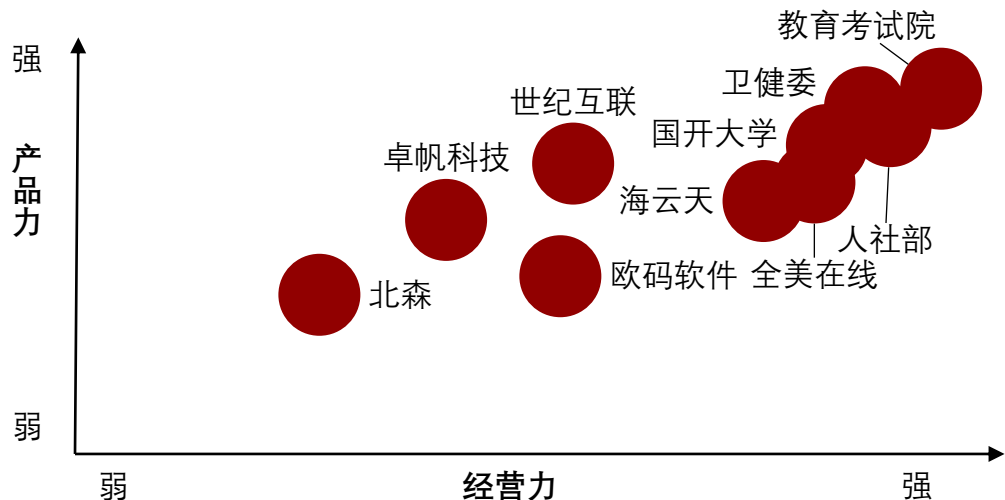 教育考试院
强
卫健委
世纪互联
国开大学
卓帆科技
产品力
海云天
人社部
北森
欧码软件
全美在线
弱
弱
经营力
强